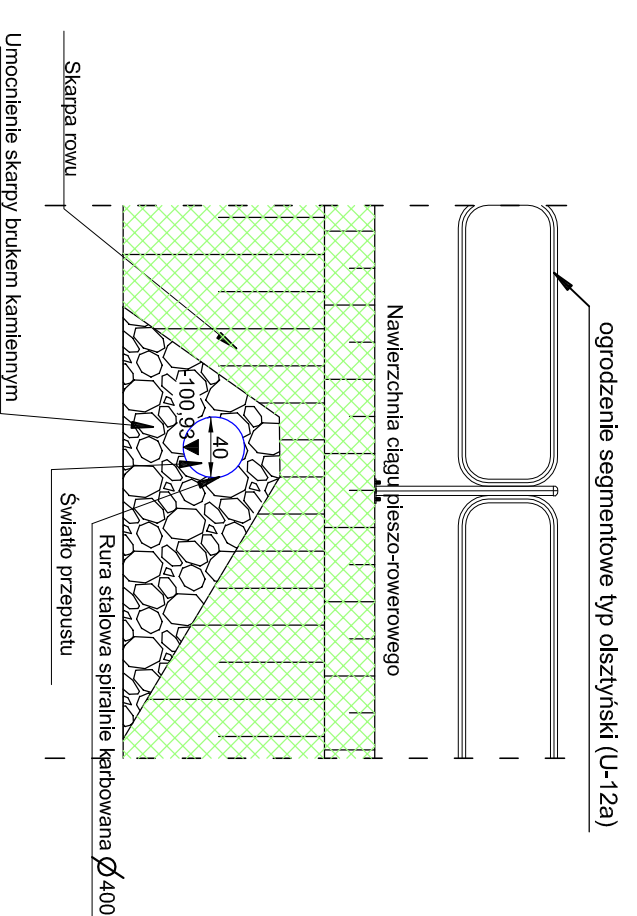 ogrodzenie segmentowe typ olsztyński (U-12a)
Nawierzchnia ciągu pieszo-rowerowego
40
100,93
Rura stalowa spiralnie karbowana Ø400
Światło przepustu
Skarpa rowu
Umocnienie skarpy brukem kamiennym